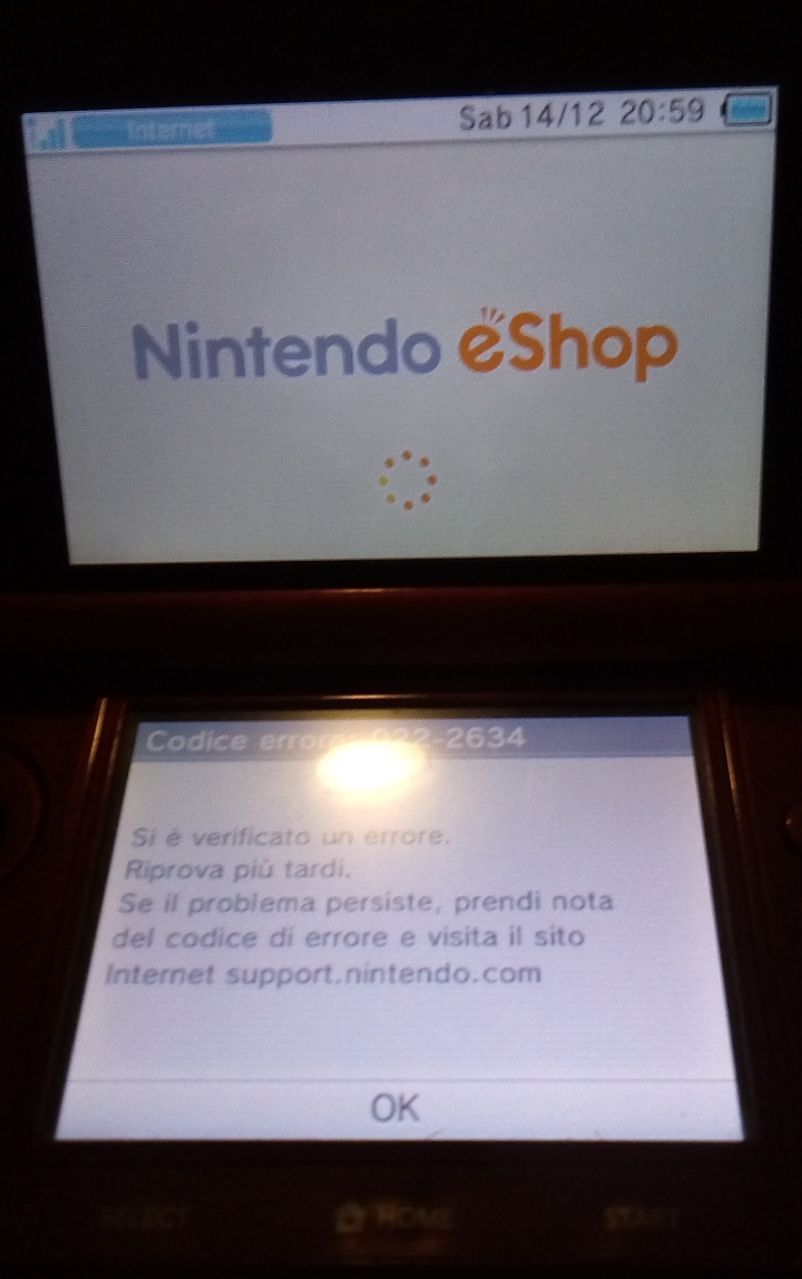 Internet
Sab 14/12 20:59
Nintendo eShop
Codice errore: 022-2634
Si è verificato un errore.
Riprova più tardi.
Se il problema persiste, prendi nota
del codice di errore e visita il sito
Internet support.nintendo.com
OK
SELECT
HOME
START